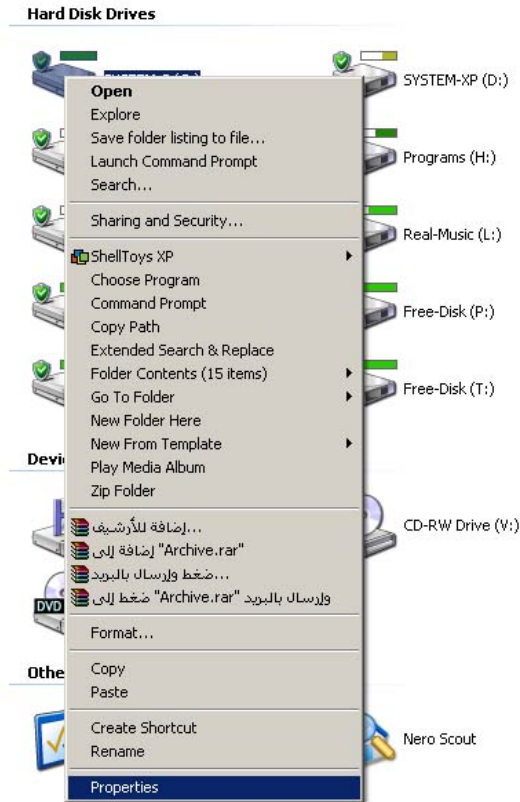 Hard Disk Drives
SYSTEM-XP (D:)
Programs (H:)
Real-Music (L:)
Free-Disk (P:)
Free-Disk (T:)
Open
Explore
Save folder listing to file...
Launch Command Prompt
Search...
Sharing and Security...
ShellToys XP
Choose Program
Command Prompt
Copy Path
Extended Search & Replace
Folder Contents (15 items)
Go To Folder
New Folder Here
New From Template
Play Media Album
Zip Folder
إضافة للأرشيف...
إضافة إلى "Archive.rar"
ضغط وإرسال بالبريد...
ضغط إلى "Archive.rar" وإرسال بالبريد
Format...
Copy
Paste
Create Shortcut
Rename
Properties
Devi
CD-RW Drive (V:)
DVD
Othe
Nero Scout